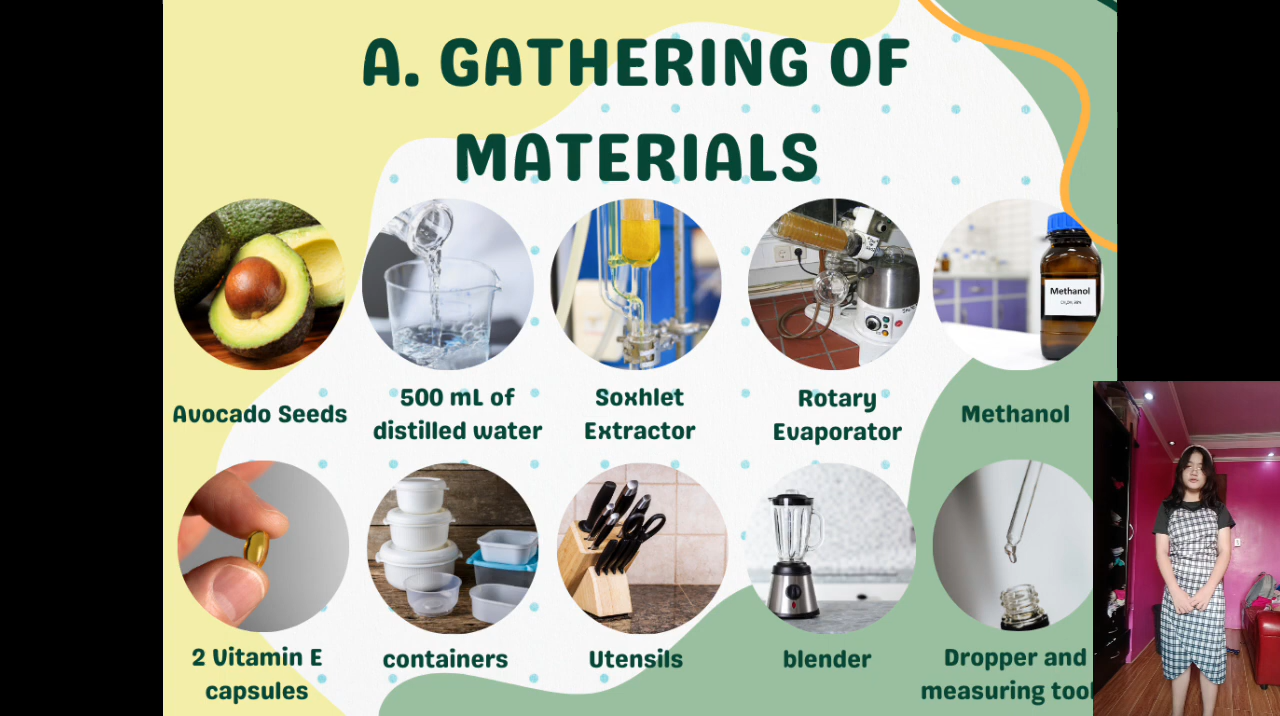 A. GATHERING OF
MATERIALS
Methanol
Avocado Seeds
500 mL of
distilled water
Soxhlet
Extractor
Rotary
Evaporator
Methanol
2 Vitamin E
capsules
containers
Utensils
blender
Dropper and
measuring tool